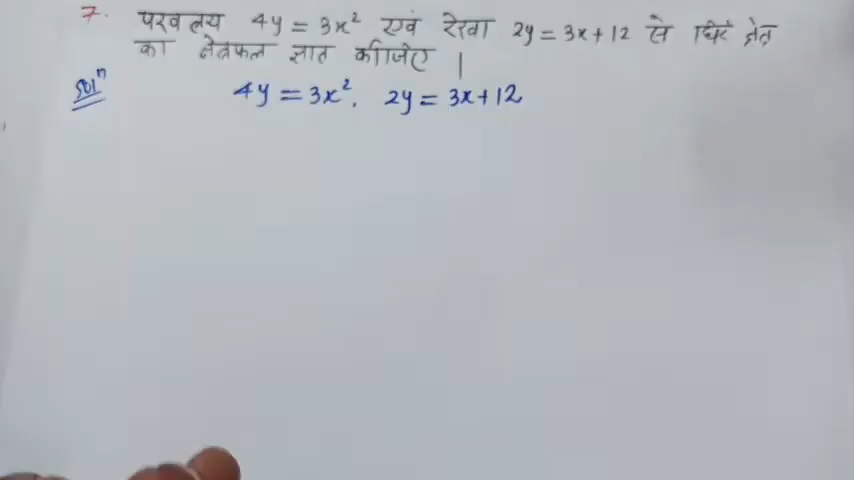 7. परवलय 4y = 3x² एवं रेखा 2y = 3x + 12 से घिरे क्षेत्र
का क्षेत्रफल ज्ञात कीजिए |
Solⁿ 4y = 3x², 2y = 3x + 12